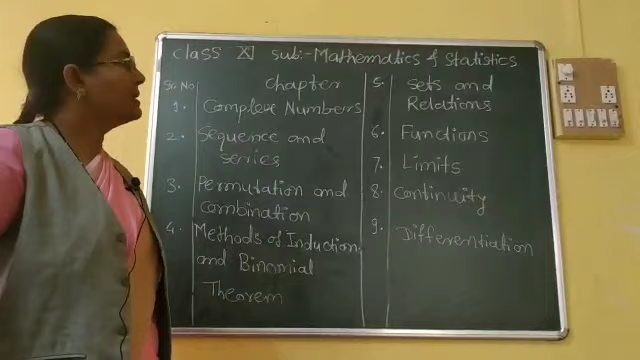 class XI sub:- Mathematics & Statistics
Sr. No chapter
1. Complex Numbers
2. Sequence and
series
3. Permutation and
combination
4. Methods of Induction
and Binomial
Theorem
5. Sets and
Relations
6. Functions
7. Limits
8. Continuity
9. Differentiation